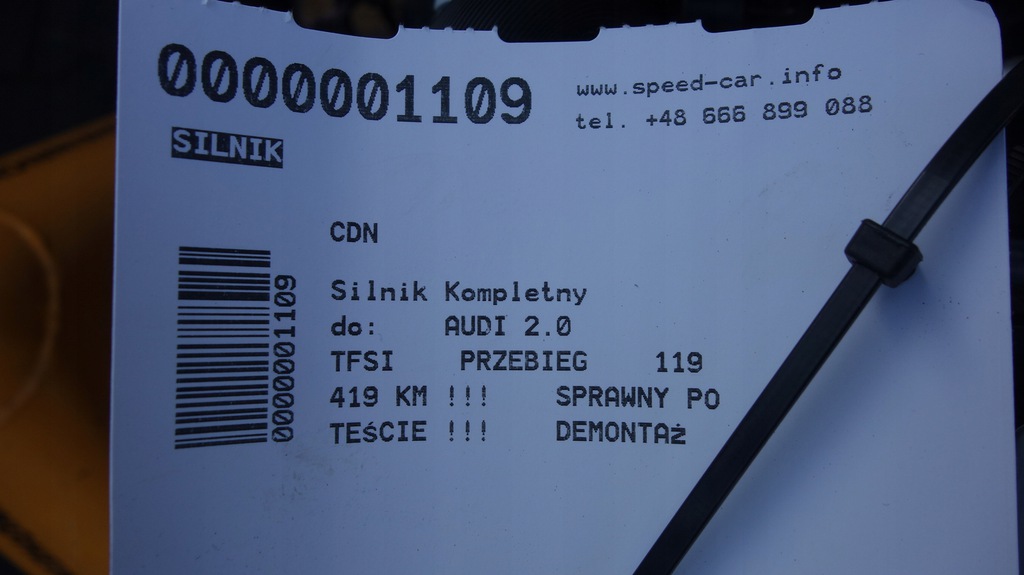 0000001109
www.speed-car.info
tel. +48 666 899 088
SILNIK
0000001109
CDN
Silnik Kompletny
do: AUDI 2.0
TFSI PRZEBIEG 119
419 KM !!! SPRAWNY PO
TEŚCIE !!! DEMONTAŻ